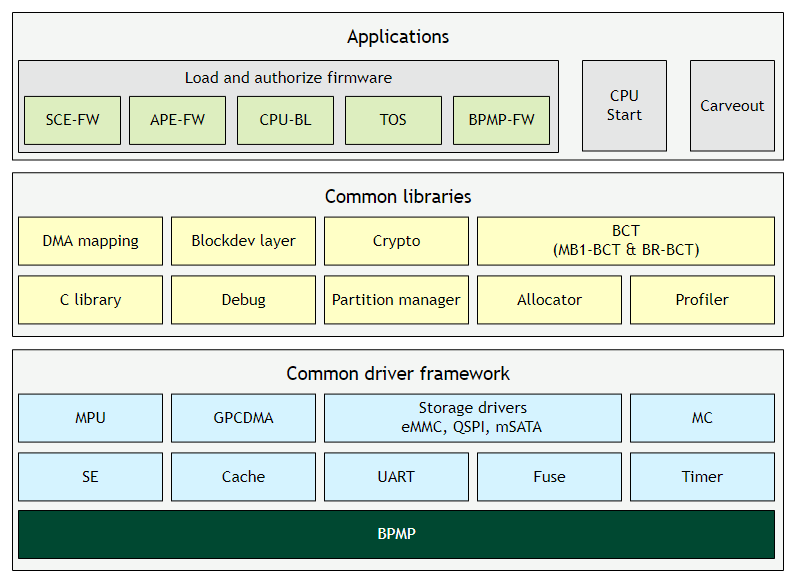 Applications
Load and authorize firmware
SCE-FW
APE-FW
CPU-BL
TOS
BPMP-FW
CPU
Start
Carveout
Common libraries
DMA mapping
Blockdev layer
Crypto
BCT
(MB1-BCT & BR-BCT)
C library
Debug
Partition manager
Allocator
Profiler
Common driver framework
MPU
GPCDMA
Storage drivers
eMMC, QSPI, mSATA
MC
SE
Cache
UART
Fuse
Timer
BPMP